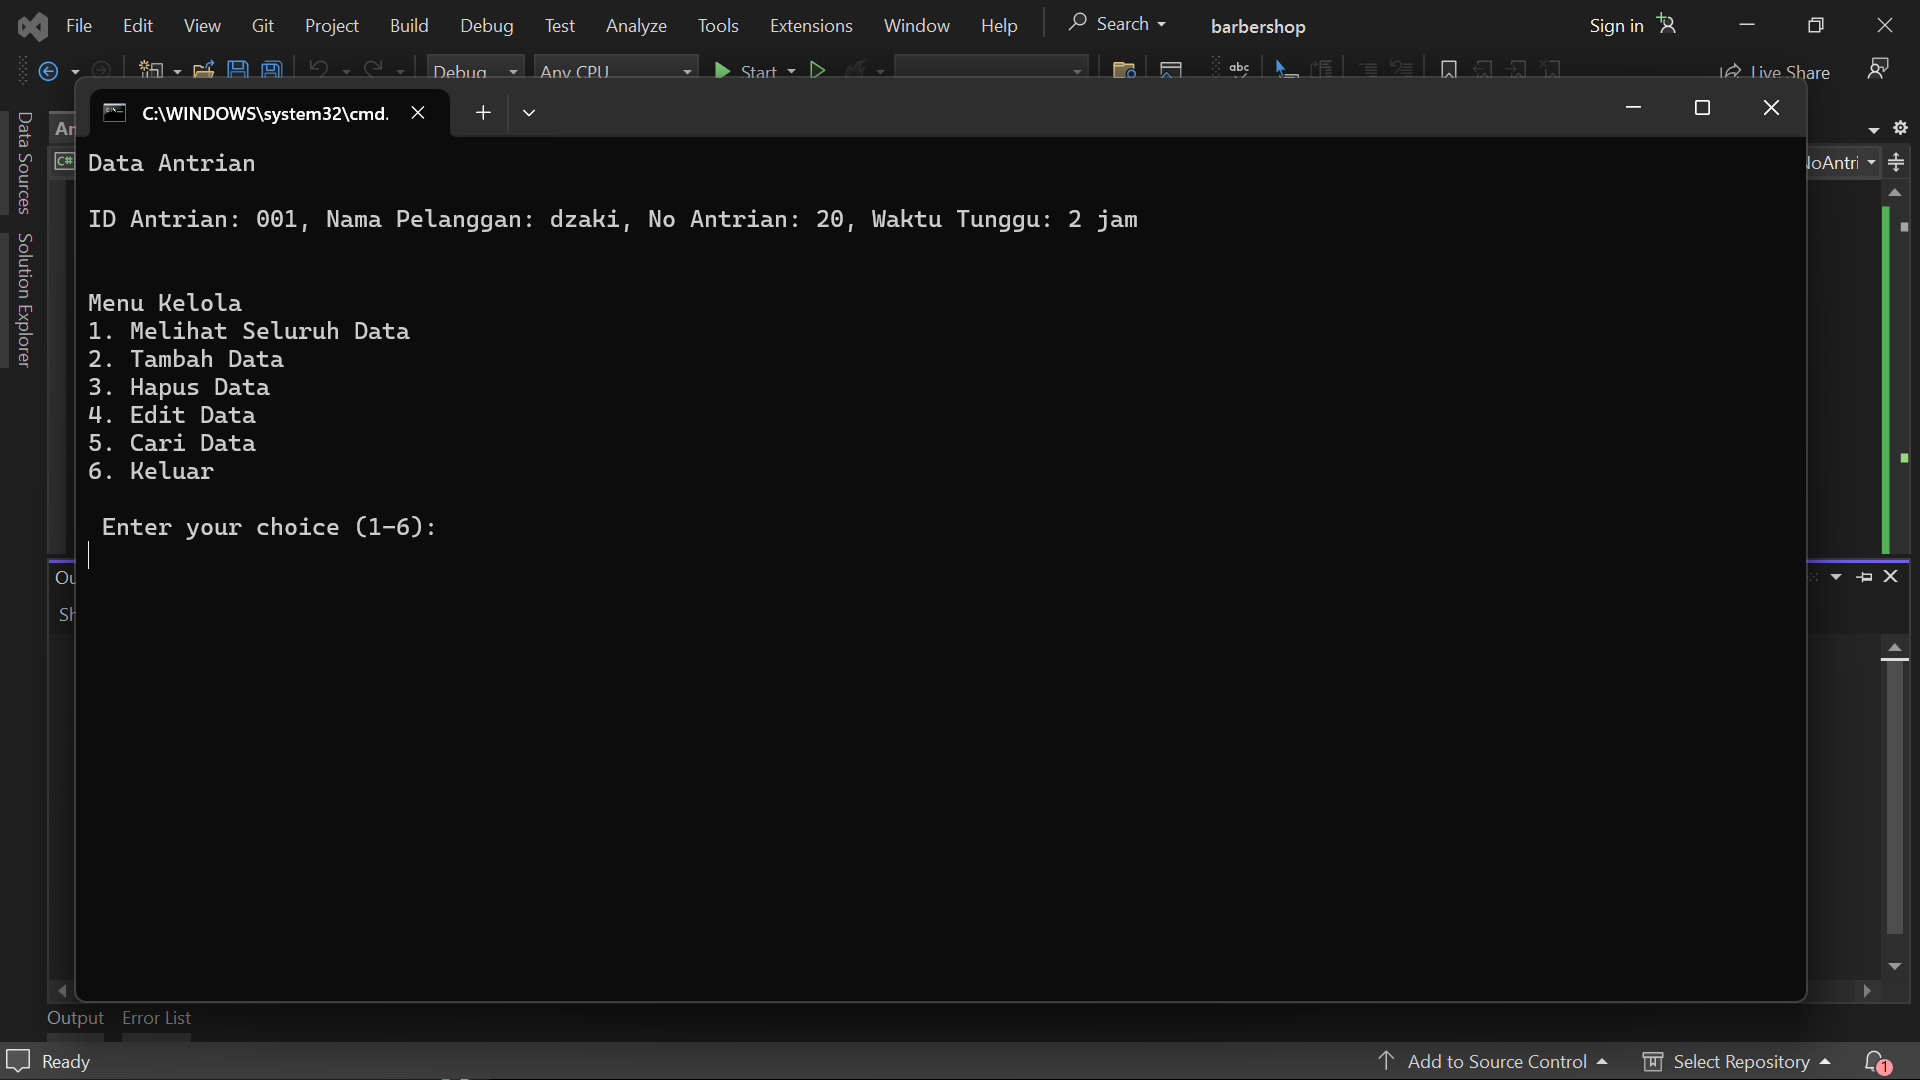 File Edit View Git Project Build Debug Test Analyze Tools Extensions Window Help Search barbershop Sign in
Debug Any CPU Start abc Live Share
C:\WINDOWS\system32\cmd.
Data Sources
Solution Explorer
C#
Data Antrian
ID Antrian: 001, Nama Pelanggan: dzaki, No Antrian: 20, Waktu Tunggu: 2 jam
Menu Kelola
1. Melihat Seluruh Data
2. Tambah Data
3. Hapus Data
4. Edit Data
5. Cari Data
6. Keluar
Enter your choice (1-6):
Output Error List
Ready Add to Source Control Select Repository 1